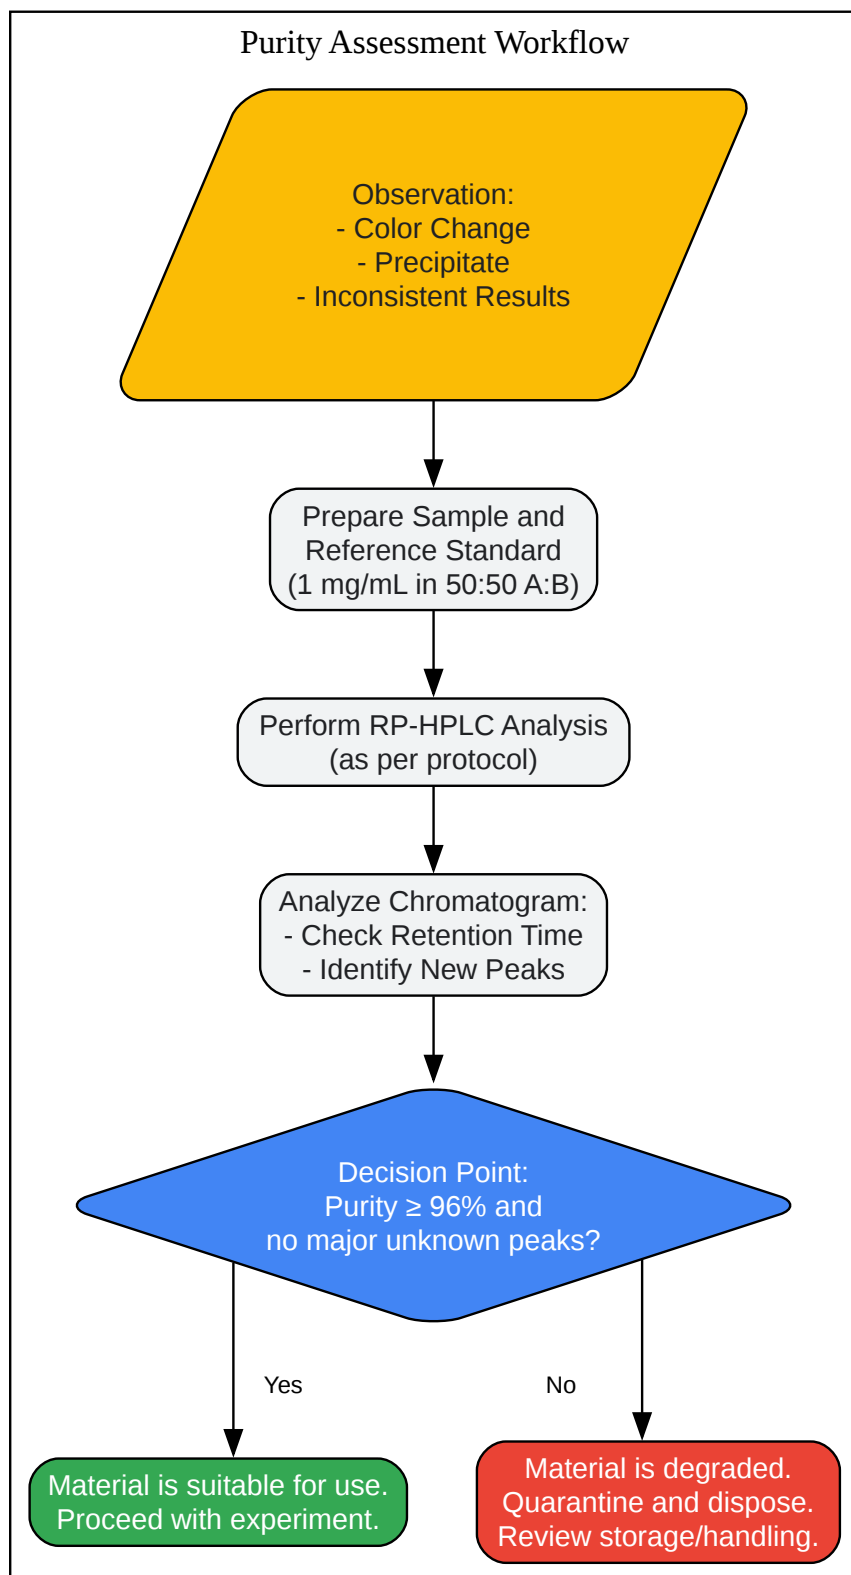 Purity Assessment Workflow
Observation:
- Color Change
- Precipitate
- Inconsistent Results
Prepare Sample and
Reference Standard
(1 mg/mL in 50:50 A:B)
Perform RP-HPLC Analysis
(as per protocol)
Analyze Chromatogram:
- Check Retention Time
- Identify New Peaks
Decision Point:
Purity ≥ 96% and
no major unknown peaks?
Yes
No
Material is suitable for use.
Proceed with experiment.
Material is degraded.
Quarantine and dispose.
Review storage/handling.